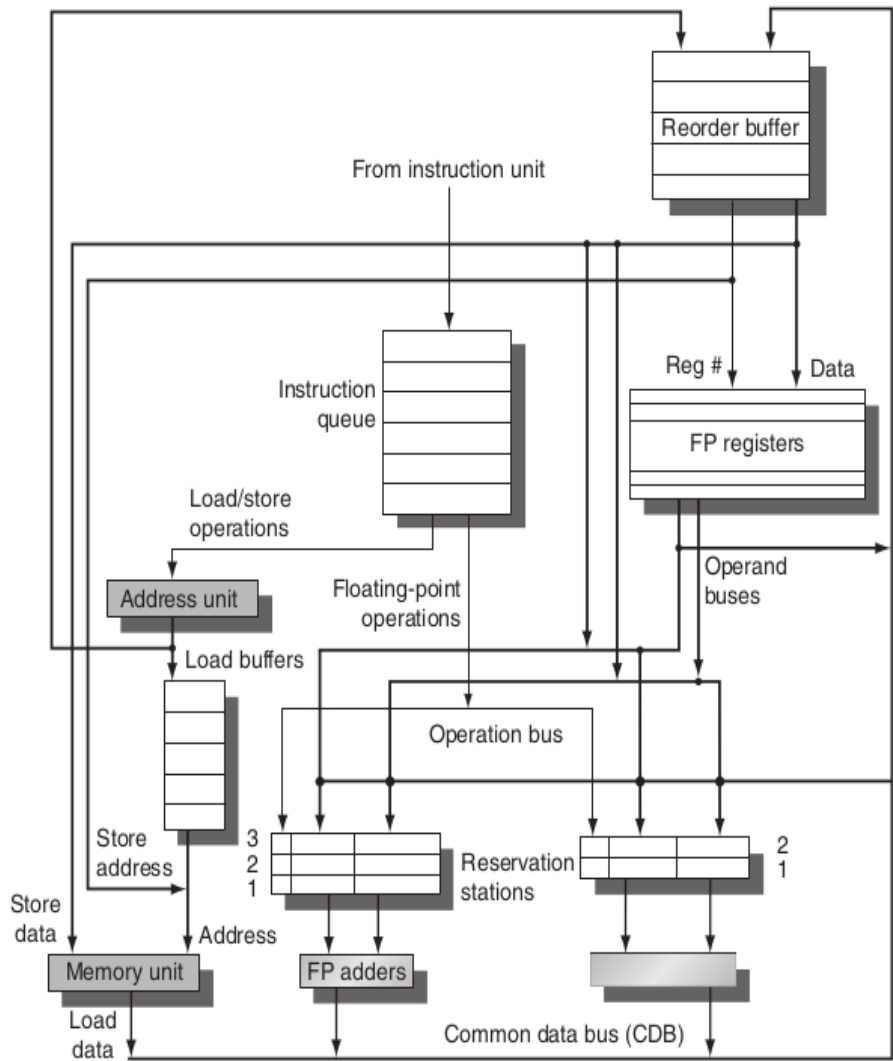 Reorder buffer
From instruction unit
Reg #
Data
Instruction
queue
FP registers
Load/store
operations
Operand
buses
Address unit
Floating-point
operations
Load buffers
Operation bus
3
2
1
Reservation
stations
2
1
Store
address
Store
data
Address
Memory unit
FP adders
Load
data
Common data bus (CDB)